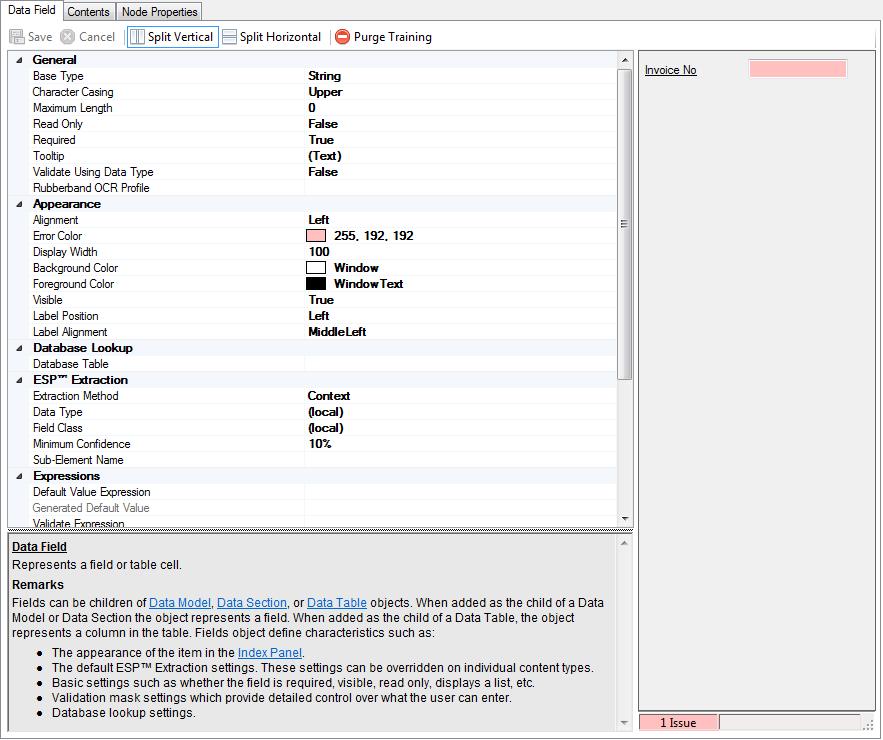 Data Field Contents Node Properties
Save Cancel Split Vertical Split Horizontal Purge Training
General
Base Type String
Character Casing Upper
Maximum Length 0
Read Only False
Required True
Tooltip (Text)
Validate Using Data Type False
Rubberband OCR Profile
Appearance
Alignment Left
Error Color 255, 192, 192
Display Width 100
Background Color Window
Foreground Color WindowText
Visible True
Label Position Left
Label Alignment MiddleLeft
Database Lookup
Database Table
ESP™ Extraction
Extraction Method Context
Data Type (local)
Field Class (local)
Minimum Confidence 10%
Sub-Element Name
Expressions
Default Value Expression
Generated Default Value
Validate Expression
Data Field
Represents a field or table cell.
Remarks
Fields can be children of Data Model, Data Section, or Data Table objects. When added as the child of a Data
Model or Data Section the object represents a field. When added as the child of a Data Table, the object
represents a column in the table. Fields object define characteristics such as:
• The appearance of the item in the Index Panel.
• The default ESP™ Extraction settings. These settings can be overridden on individual content types.
• Basic settings such as whether the field is required, visible, read only, displays a list, etc.
• Validation mask settings which provide detailed control over what the user can enter.
• Database lookup settings.
Invoice No
1 Issue